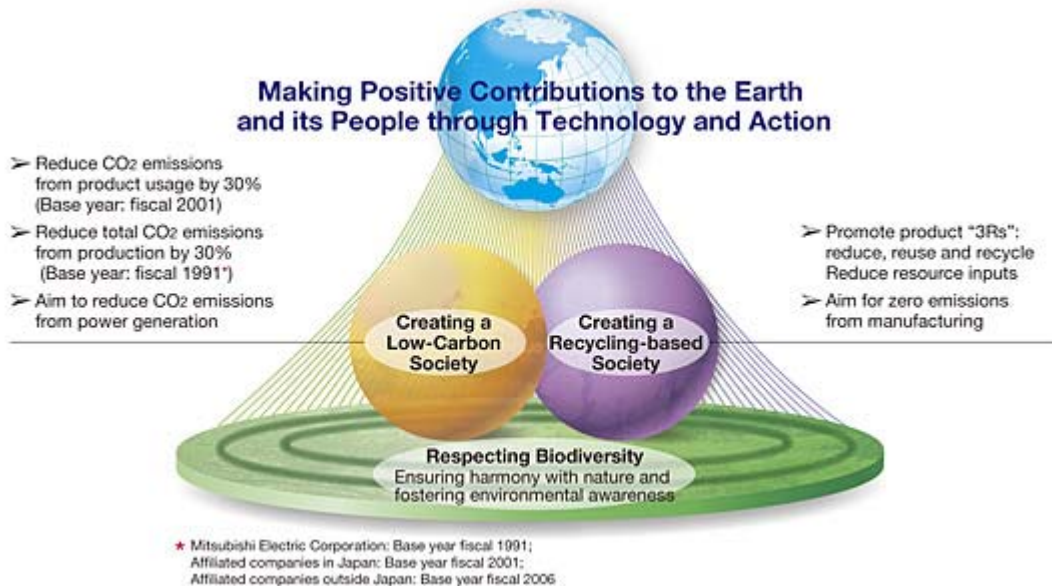 Making Positive Contributions to the Earth
and its People through Technology and Action
➢ Reduce CO2 emissions
from product usage by 30%
(Base year: fiscal 2001)
➢ Reduce total CO2 emissions
from production by 30%
(Base year: fiscal 1991*)
➢ Aim to reduce CO2 emissions
from power generation
➢ Promote product “3Rs”:
reduce, reuse and recycle
Reduce resource inputs
➢ Aim for zero emissions
from manufacturing
Creating a
Low-Carbon
Society
Creating a
Recycling-based
Society
Respecting Biodiversity
Ensuring harmony with nature and
fostering environmental awareness
★ Mitsubishi Electric Corporation: Base year fiscal 1991;
Affiliated companies in Japan: Base year fiscal 2001;
Affiliated companies outside Japan: Base year fiscal 2006